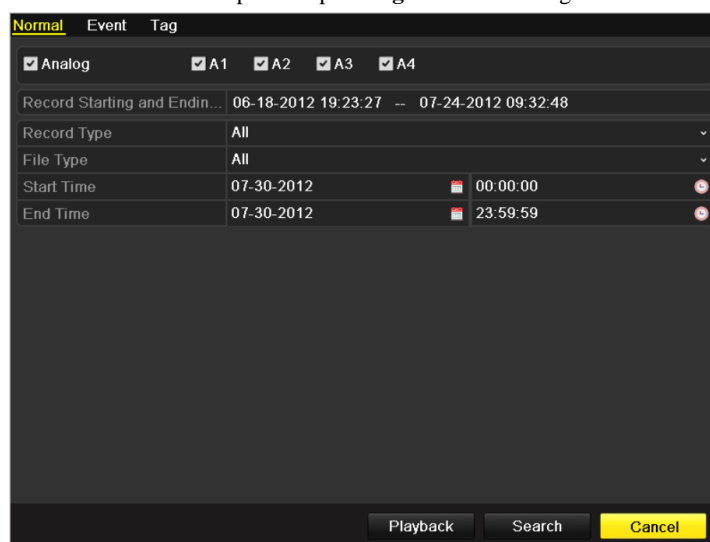 Normal Event Tag
Analog A1 A2 A3 A4
Record Starting and Endin... 06-18-2012 19:23:27 -- 07-24-2012 09:32:48
Record Type All
File Type All
Start Time 07-30-2012 00:00:00
End Time 07-30-2012 23:59:59
Playback Search Cancel